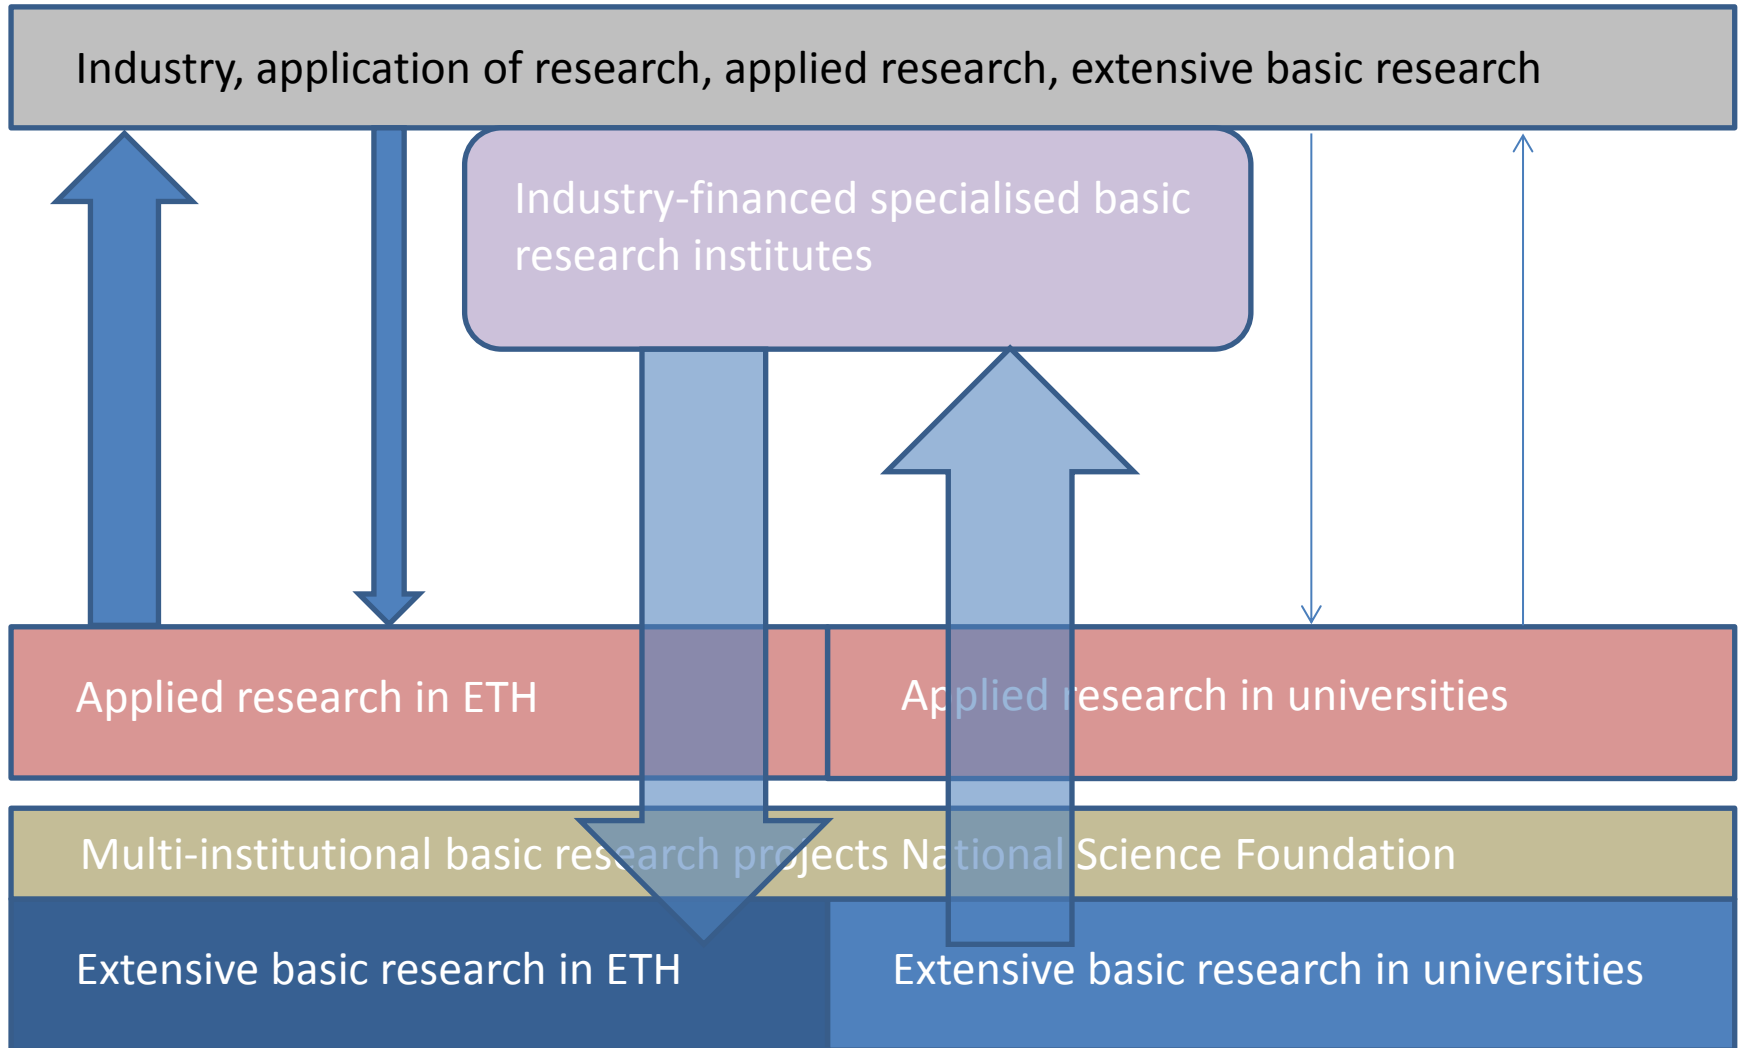 Industry, application of research, applied research, extensive basic research
Industry-financed specialised basic
research institutes
Applied research in ETH
Applied research in universities
Multi-institutional basic research projects National Science Foundation
Extensive basic research in ETH
Extensive basic research in universities